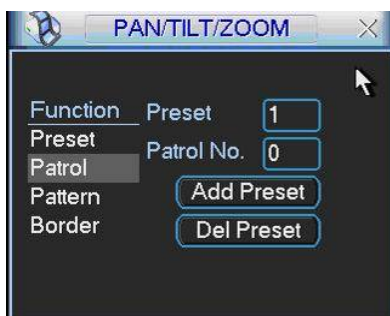 PAN/TILT/ZOOM
Function
Preset
Patrol
Pattern
Border
Preset 1
Patrol No. 0
Add Preset
Del Preset